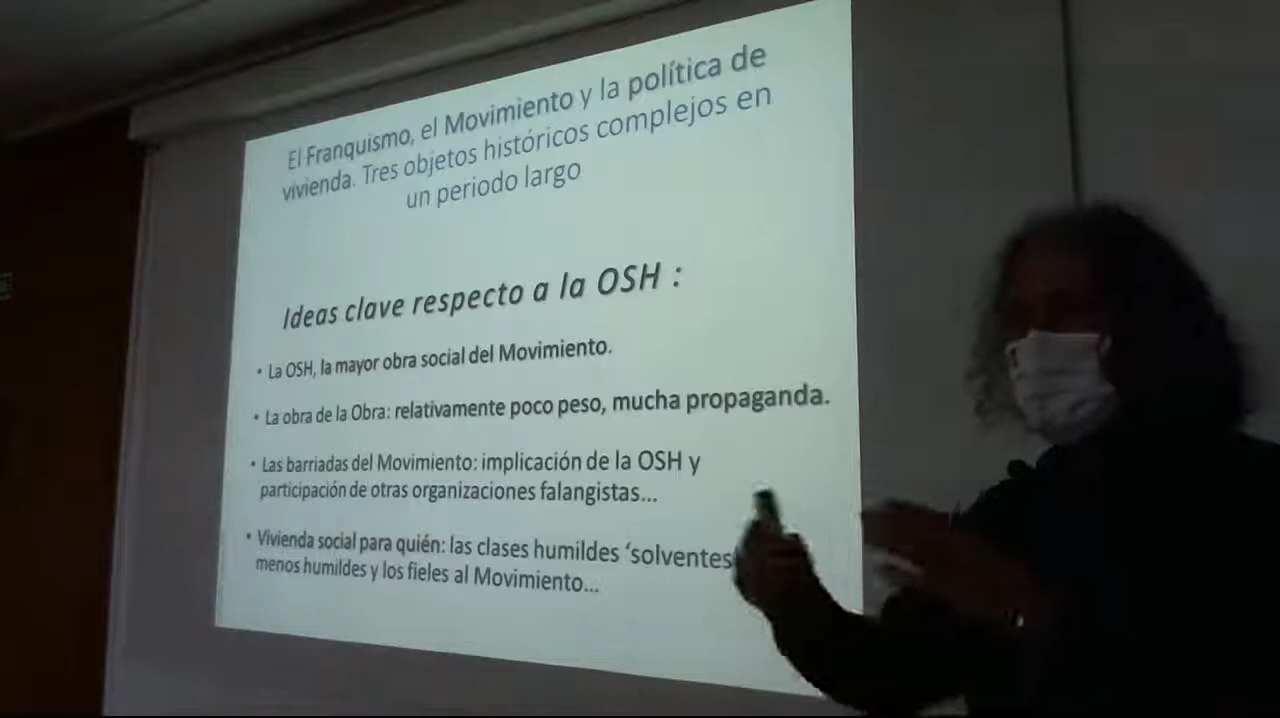 El Franquismo, el Movimiento y la política de
vivienda. Tres objetos históricos complejos en
un periodo largo
Ideas clave respecto a la OSH :
• La OSH, la mayor obra social del Movimiento.
• La obra de la Obra: relativamente poco peso, mucha propaganda.
• Las barriadas del Movimiento: implicación de la OSH y
participación de otras organizaciones falangistas...
• Vivienda social para quién: las clases humildes ‘solventes
menos humildes y los fieles al Movimiento...